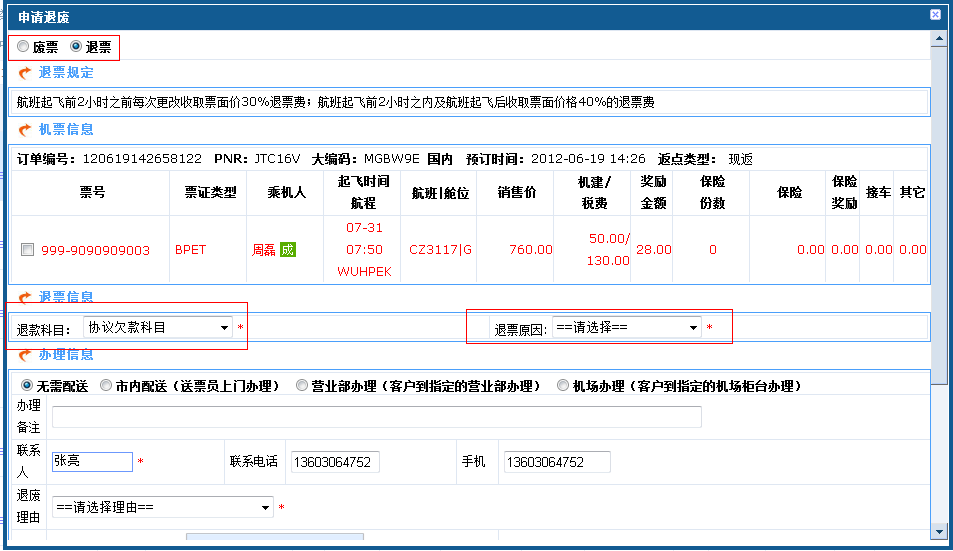 申请退废
废票 退票
退票规定
航班起飞前2小时之前每次更改收取票面价30%退票费；航班起飞前2小时之内及航班起飞后收取票面价格40%的退票费
机票信息
订单编号：120619142658122 PNR：JTC16V 大编码：MGBW9E 国内 预订时间：2012-06-19 14:26 返点类型： 现返
票号 票证类型 乘机人 起飞时间 航程 航班|舱位 销售价 机建/ 税费 奖励 金额 保险 份数 保险 保险 奖励 接车 其它
999-9090909003 BPET 周磊 成 07-31 07:50 WUHPEK CZ3117|G 760.00 50.00/ 130.00 28.00 0 0.00 0.00 0.00 0.00
退票信息
退款科目： 协议欠款科目 * 退票原因: ==请选择== *
办理信息
无需配送 市内配送（送票员上门办理） 营业部办理（客户到指定的营业部办理） 机场办理（客户到指定的机场柜台办理）
办理
备注
联系
人 张亮 * 联系电话 13603064752 手机 13603064752
退废
理由 ==请选择理由== *